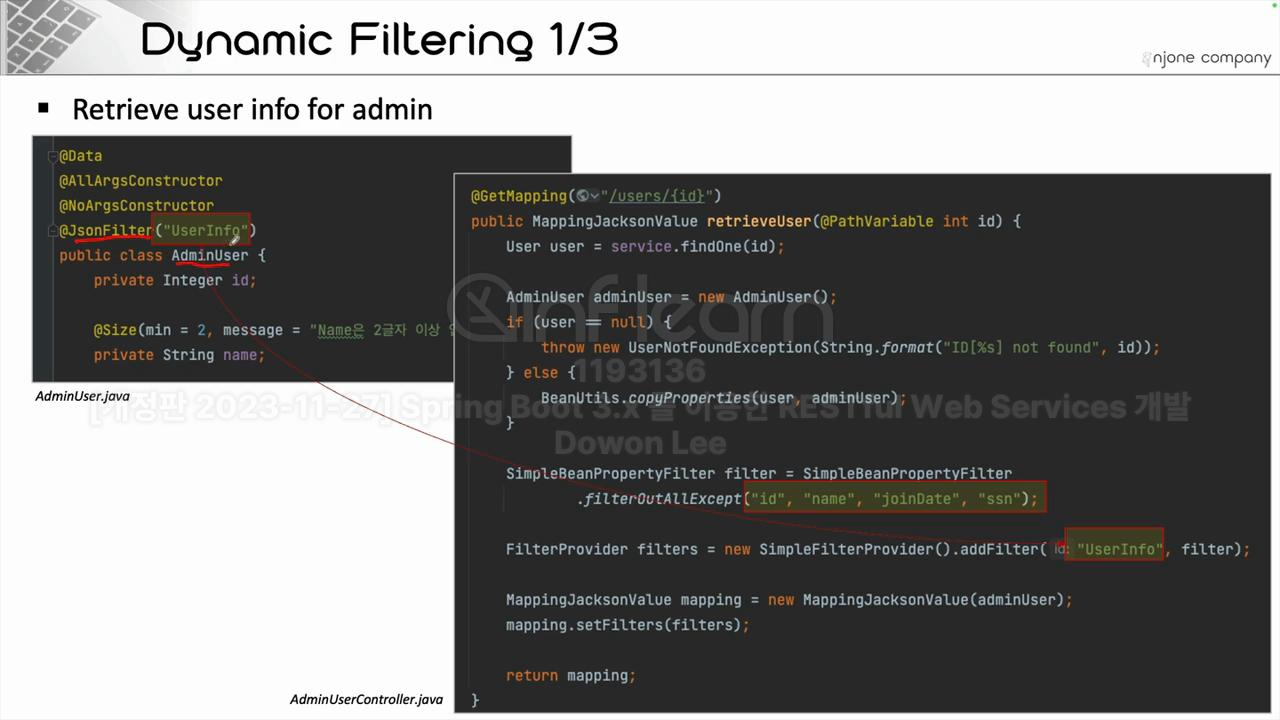 Dynamic Filtering 1/3
njone company
▪ Retrieve user info for admin
@Data
@AllArgsConstructor
@NoArgsConstructor
@JsonFilter("UserInfo")
public class AdminUser {
private Integer id;
@Size(min = 2, message = "Name은 2글자 이상
private String name;
AdminUser.java
@GetMapping("/users/{id}")
public MappingJacksonValue retrieveUser(@PathVariable int id) {
User user = service.findOne(id);
AdminUser adminUser = new AdminUser();
if (user == null) {
throw new UserNotFoundException(String.format("ID[%s] not found", id));
} else {
BeanUtils.copyProperties(user, adminUser);
}
SimpleBeanPropertyFilter filter = SimpleBeanPropertyFilter
.filterOutAllExcept("id", "name", "joinDate", "ssn");
FilterProvider filters = new SimpleFilterProvider().addFilter( id: "UserInfo", filter);
MappingJacksonValue mapping = new MappingJacksonValue(adminUser);
mapping.setFilters(filters);
return mapping;
}
AdminUserController.java
inflearn
1193136
[개정판 2023-11-27] Spring Boot 3.x 를 이용한 RESTful Web Services 개발
Dowon Lee